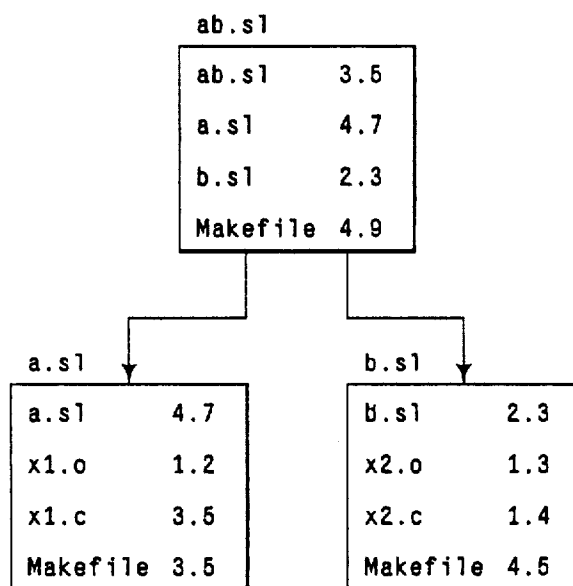 ab.sl
ab.sl 3.5
a.sl 4.7
b.sl 2.3
Makefile 4.9
a.sl
a.sl 4.7
x1.o 1.2
x1.c 3.5
Makefile 3.5
b.sl
b.sl 2.3
x2.o 1.3
x2.c 1.4
Makefile 4.5